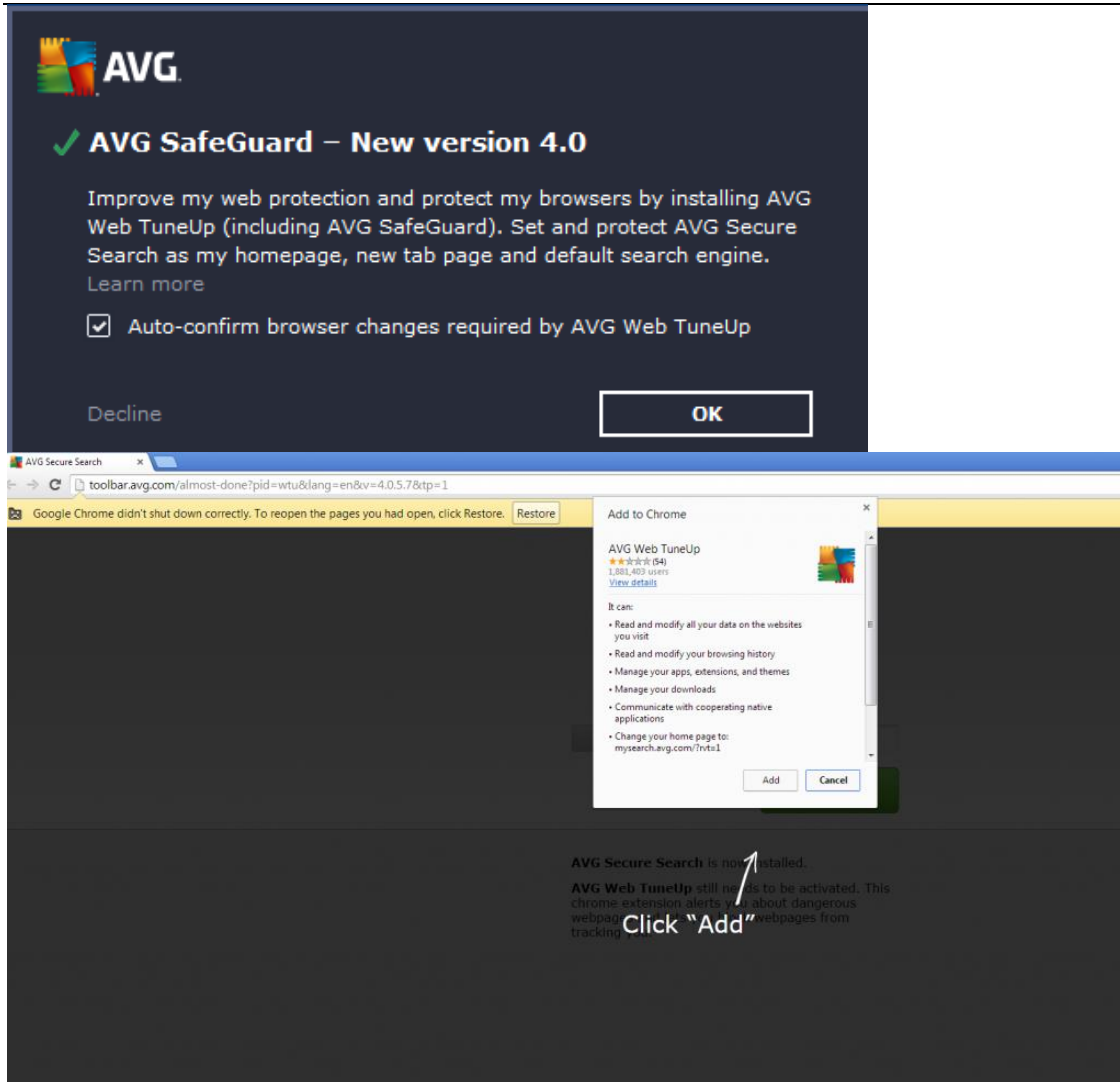 AVG.
AVG SafeGuard – New version 4.0
Improve my web protection and protect my browsers by installing AVG
Web TuneUp (including AVG SafeGuard). Set and protect AVG Secure
Search as my homepage, new tab page and default search engine.
Learn more
Auto-confirm browser changes required by AVG Web TuneUp
Decline
OK
AVG Secure Search
toolbar.avg.com/almost-done?pid=wtu&lang=en&v=4.0.5.7&tp=1
Google Chrome didn't shut down correctly. To reopen the pages you had open, click Restore. Restore
Add to Chrome
AVG Web TuneUp
(54)
1,881,403 users
View details
It can:
• Read and modify all your data on the websites
you visit
• Read and modify your browsing history
• Manage your apps, extensions, and themes
• Manage your downloads
• Communicate with cooperating native
applications
• Change your home page to:
mysearch.avg.com/?rvt=1
Add Cancel
AVG Secure Search is now installed.
AVG Web TuneUp still needs to be activated. This
chrome extension alerts you about dangerous
webpages webpages from
tracking you.
Click "Add"